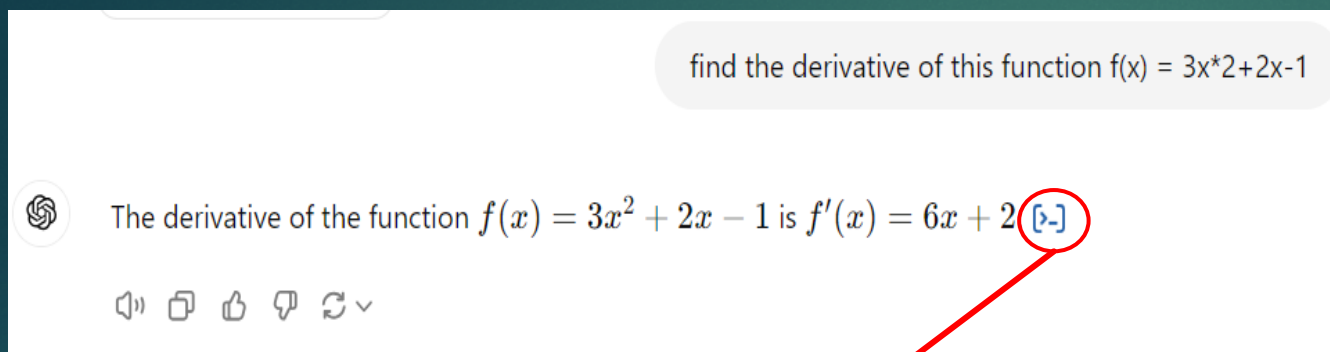 find the derivative of this function f(x) = 3x*2+2x-1
The derivative of the function f(x) = 3x² + 2x − 1 is f′(x) = 6x + 2 [>-]